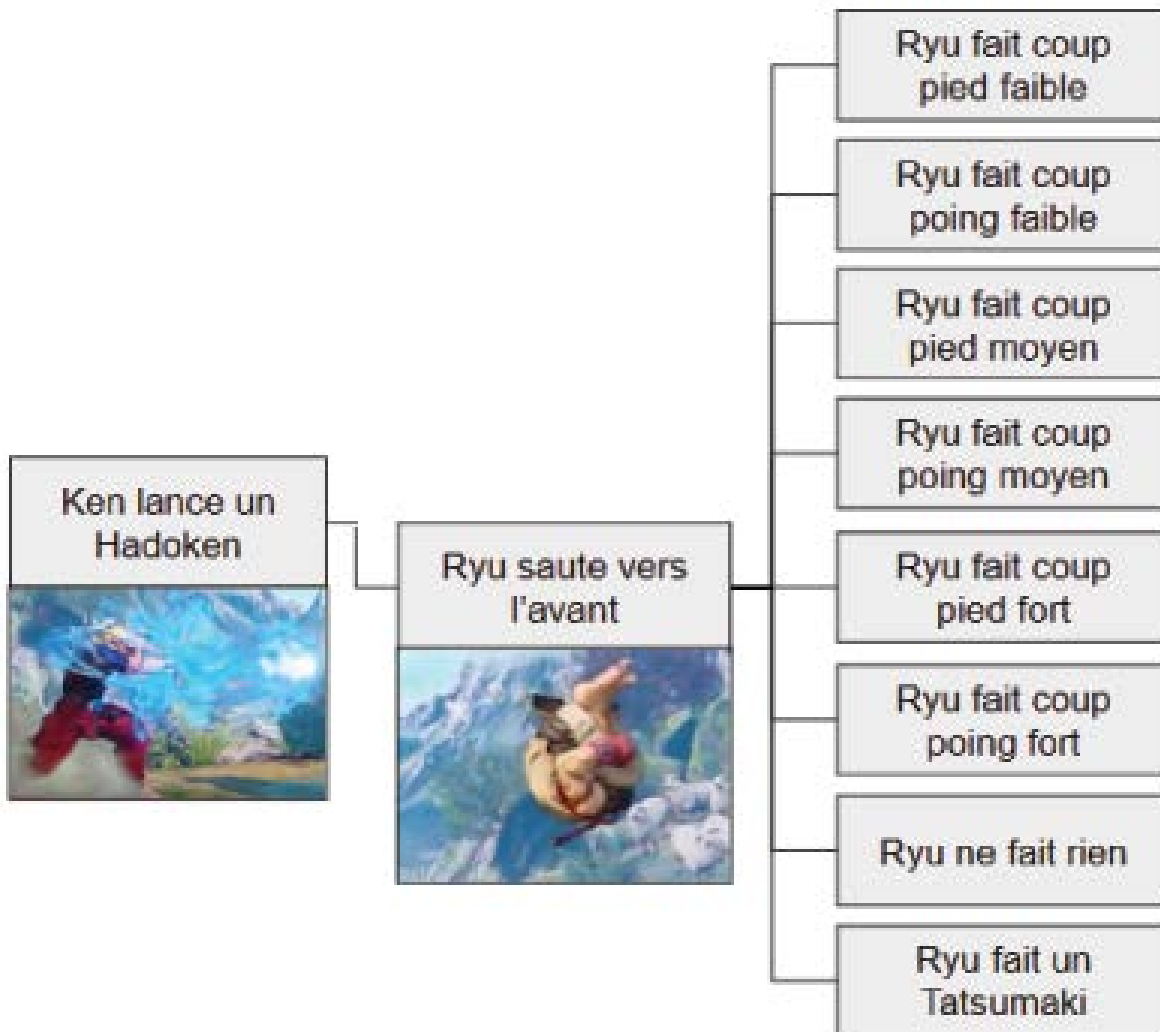 Ken lance un
Hadoken
Ryu saute vers
l'avant
Ryu fait coup
pied faible
Ryu fait coup
poing faible
Ryu fait coup
pied moyen
Ryu fait coup
poing moyen
Ryu fait coup
pied fort
Ryu fait coup
poing fort
Ryu ne fait rien
Ryu fait un
Tatsumaki